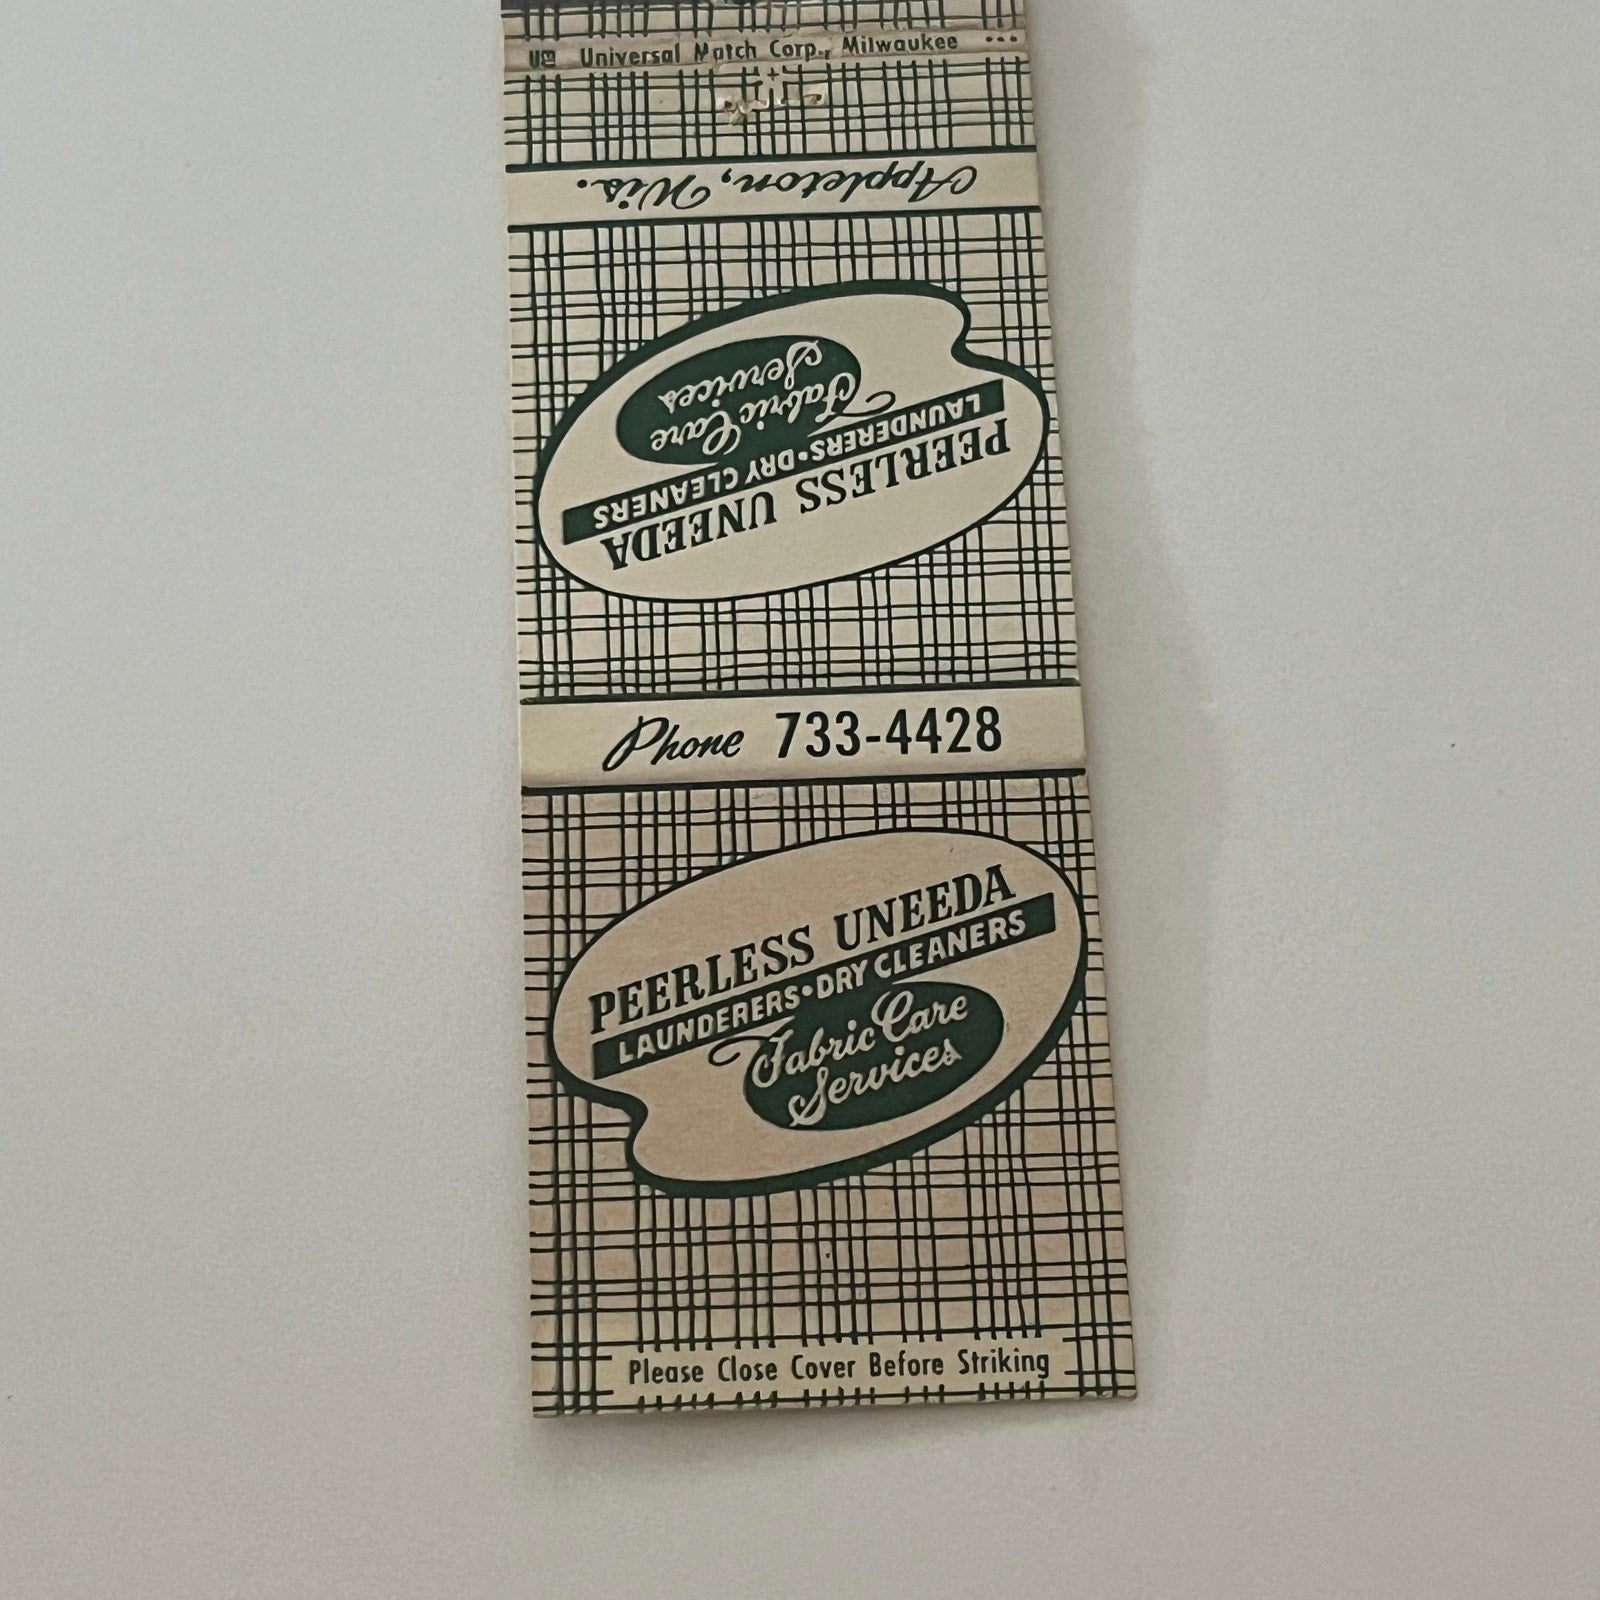 Universal Match Corp., Milwaukee
Appleton, Wis.
PEERLESS UNEEDA
LAUNDERERS•DRY CLEANERS
Fabric Care
Services
Phone 733-4428
PEERLESS UNEEDA
LAUNDERERS•DRY CLEANERS
Fabric Care
Services
Please Close Cover Before Striking